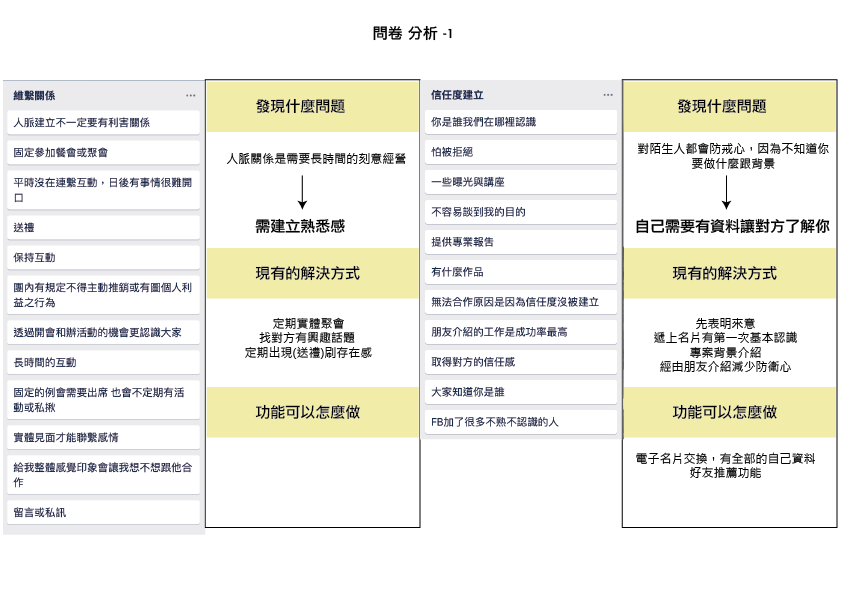 問卷 分析 -1
維繫關係
人脈建立不一定要有利害關係
固定參加餐會或聚會
平時沒在連繫互動，日後有事情很難開
口
送禮
保持互動
團內有規定不得主動推銷或有圖個人利
益之行為
透過開會和辦活動的機會更認識大家
長時間的互動
固定的例會需要出席 也會不定期有活
動或私揪
實體見面才能聯繫感情
給我整體感覺印象會讓我想不想跟他合
作
留言或私訊
發現什麼問題
人脈關係是需要長時間的刻意經營
需建立熟悉感
現有的解決方式
定期實體聚會
找對方有興趣話題
定期出現(送禮)刷存在感
功能可以怎麼做
信任度建立
你是誰我們在哪裡認識
怕被拒絕
一些曝光與講座
不容易談到我的目的
提供專業報告
有什麼作品
無法合作原因是因為信任度沒被建立
朋友介紹的工作是成功率最高
取得對方的信任感
大家知道你是誰
FB加了很多不熟不認識的人
發現什麼問題
對陌生人都會防戒心，因為不知道你
要做什麼跟背景
自己需要有資料讓對方了解你
現有的解決方式
先表明來意
遞上名片有第一次基本認識
專案背景介紹
經由朋友介紹減少防衛心
功能可以怎麼做
電子名片交換，有全部的自己資料
好友推薦功能